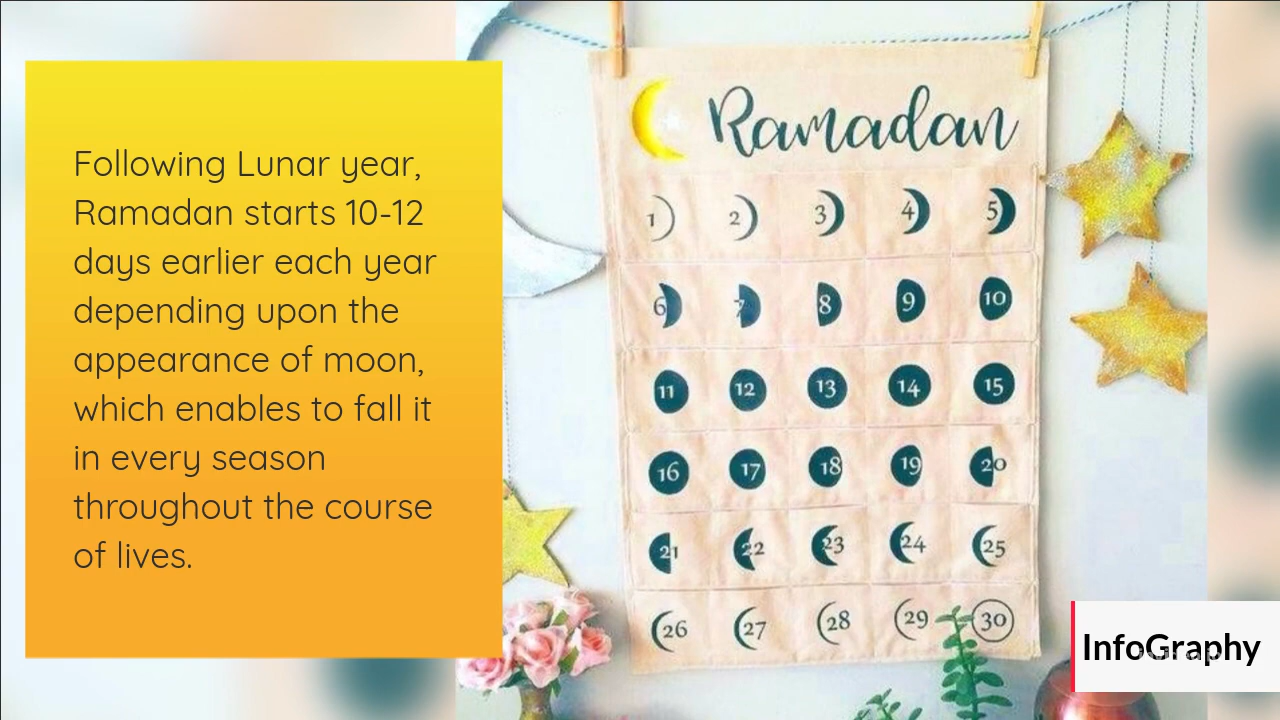 Following Lunar year,
Ramadan starts 10-12
days earlier each year
depending upon the
appearance of moon,
which enables to fall it
in every season
throughout the course
of lives.
Ramadan
1 2 3 4 5
6 7 8 9 10
11 12 13 14 15
16 17 18 19 20
21 22 23 24 25
26 27 28 29 30
InfoGraphy